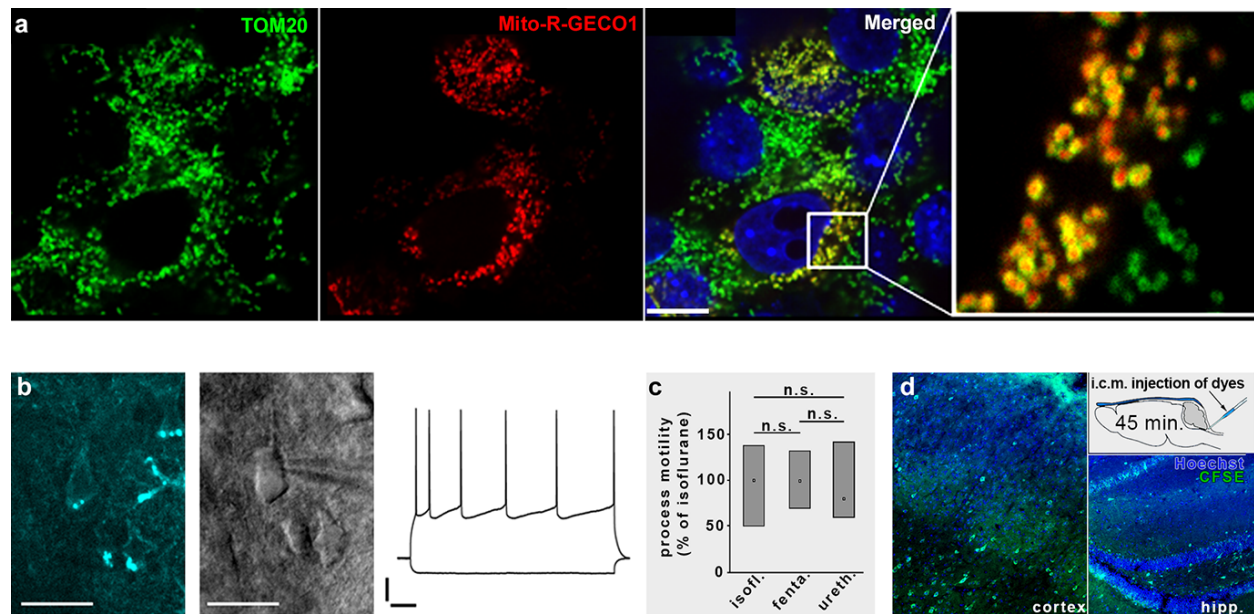 a
TOM20
Mito-R-GECO1
Merged
b
c
n.s.
n.s.
n.s.
process motility
(% of isoflurane)
150
100
50
0
isofl.
fenta.
ureth.
d
i.c.m. injection of dyes
45 min.
Hoechst
CFSE
cortex
hipp.